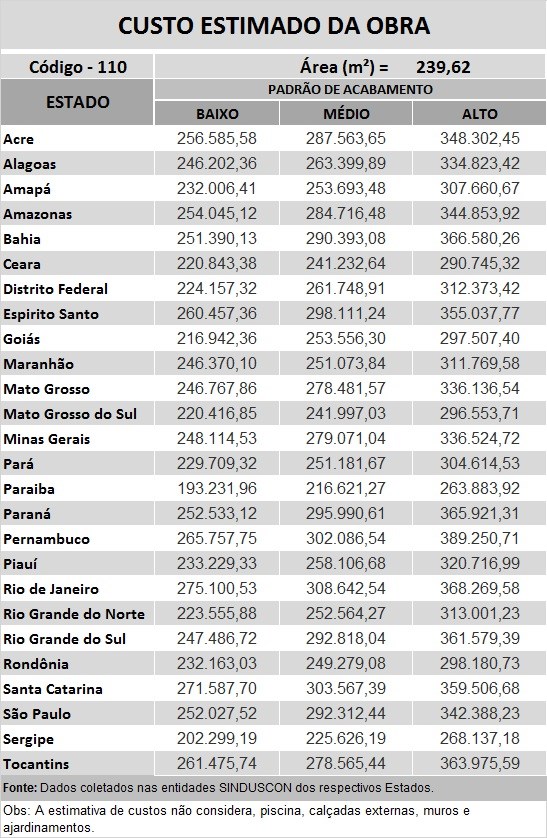 CUSTO ESTIMADO DA OBRA
Código - 110 Área (m²) = 239,62
ESTADO PADRÃO DE ACABAMENTO
BAIXO MÉDIO ALTO
Acre 256.585,58 287.563,65 348.302,45
Alagoas 246.202,36 263.399,89 334.823,42
Amapá 232.006,41 253.693,48 307.660,67
Amazonas 254.045,12 284.716,48 344.853,92
Bahia 251.390,13 290.393,08 366.580,26
Ceara 220.843,38 241.232,64 290.745,32
Distrito Federal 224.157,32 261.748,91 312.373,42
Espirito Santo 260.457,36 298.111,24 355.037,77
Goiás 216.942,36 253.556,30 297.507,40
Maranhão 246.370,10 251.073,84 311.769,58
Mato Grosso 246.767,86 278.481,57 336.136,54
Mato Grosso do Sul 220.416,85 241.997,03 296.553,71
Minas Gerais 248.114,53 279.071,04 336.524,72
Pará 229.709,32 251.181,67 304.614,53
Paraiba 193.231,96 216.621,27 263.883,92
Paraná 252.533,12 295.990,61 365.921,31
Pernambuco 265.757,75 302.086,54 389.250,71
Piauí 233.229,33 258.106,68 320.716,99
Rio de Janeiro 275.100,53 308.642,54 368.269,58
Rio Grande do Norte 223.555,88 252.564,27 313.001,23
Rio Grande do Sul 247.486,72 292.818,04 361.579,39
Rondônia 232.163,03 249.279,08 298.180,73
Santa Catarina 271.587,70 303.567,39 359.506,68
São Paulo 252.027,52 292.312,44 342.388,23
Sergipe 202.299,19 225.626,19 268.137,18
Tocantins 261.475,74 278.565,44 363.975,59
Fonte: Dados coletados nas entidades SINDUSCON dos respectivos Estados.
Obs: A estimativa de custos não considera, piscina, calçadas externas, muros e
ajardinamentos.